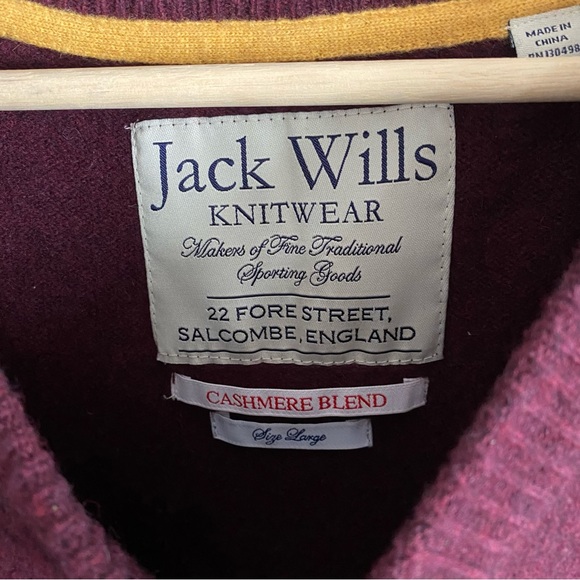 MADE IN
CHINA
Jack Wills
KNITWEAR
Makers of Fine Traditional
Sporting Goods
22 FORE STREET,
SALCOMBE, ENGLAND
CASHMERE BLEND
Size Large